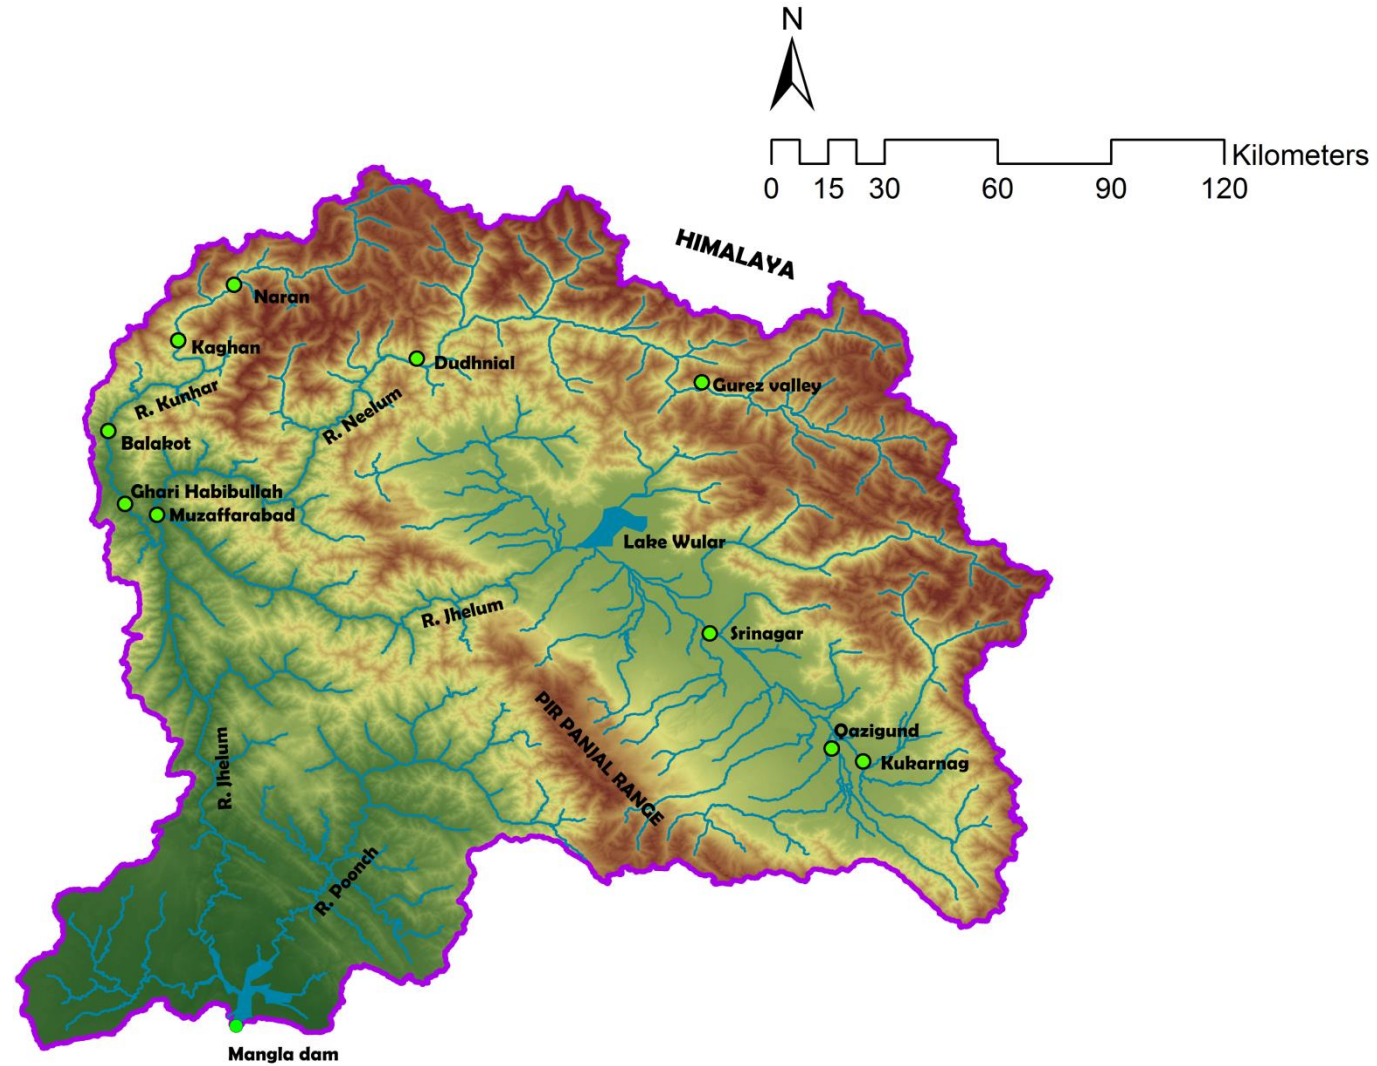 N
Kilometers
0 15 30 60 90 120
HIMALAYA
Naran
Kaghan
Dudhnial
Gurez valley
R. Kunhar
R. Neelum
Balakot
Ghari Habibullah
Muzaffarabad
Lake Wular
R. Jhelum
Srinagar
PIR PANJAL RANGE
Qazigund
R. Jhelum
Kukarnag
R. Poonch
Mangla dam